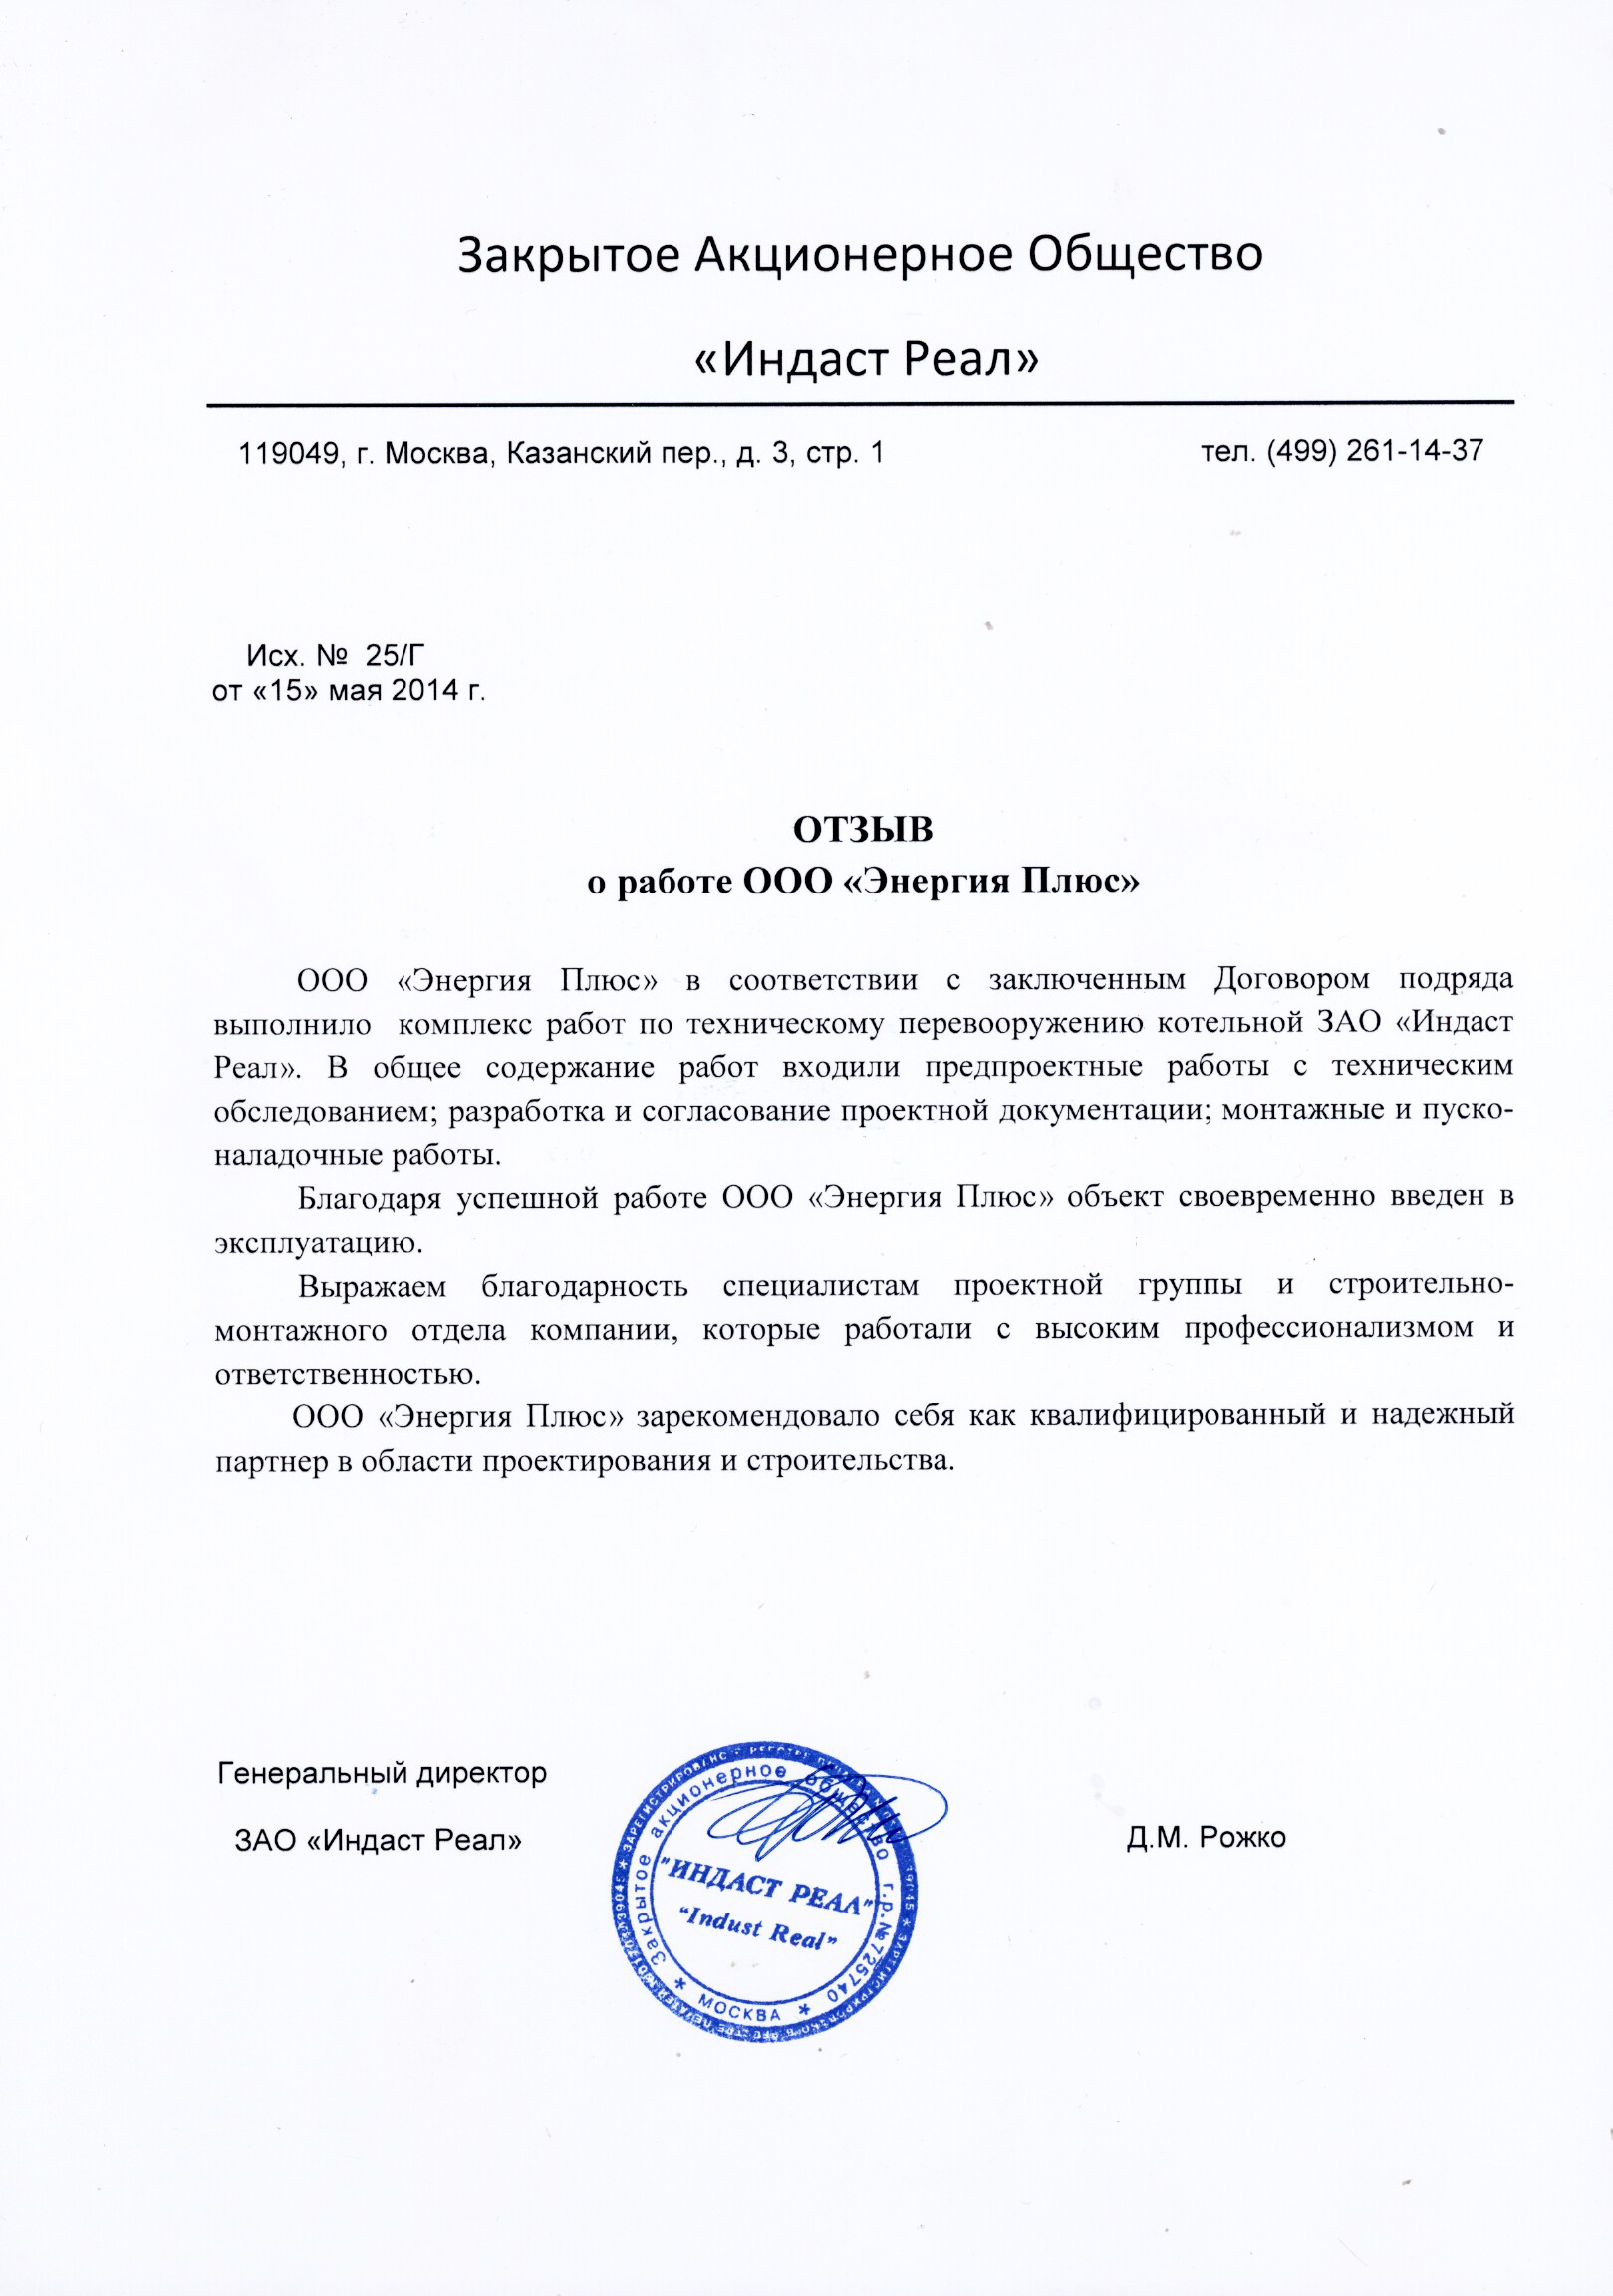 Закрытое Акционерное Общество
«Индаст Реал»
119049, г. Москва, Казанский пер., д. 3, стр. 1 тел. (499) 261-14-37
Исх. № 25/Г
от «15» мая 2014 г.
ОТЗЫВ
о работе ООО «Энергия Плюс»
ООО «Энергия Плюс» в соответствии с заключенным Договором подряда
выполнило комплекс работ по техническому перевооружению котельной ЗАО «Индаст
Реал». В общее содержание работ входили предпроектные работы с техническим
обследованием; разработка и согласование проектной документации; монтажные и пуско-
наладочные работы.
Благодаря успешной работе ООО «Энергия Плюс» объект своевременно введен в
эксплуатацию.
Выражаем благодарность специалистам проектной группы и строительно-
монтажного отдела компании, которые работали с высоким профессионализмом и
ответственностью.
ООО «Энергия Плюс» зарекомендовало себя как квалифицированный и надежный
партнер в области проектирования и строительства.
Генеральный директор
ЗАО «Индаст Реал»
Д.М. Рожко
Закрытое акционерное общество г.р.№725740
"ИНДАСТ РЕАЛ"
"Indust Real"
* МОСКВА *